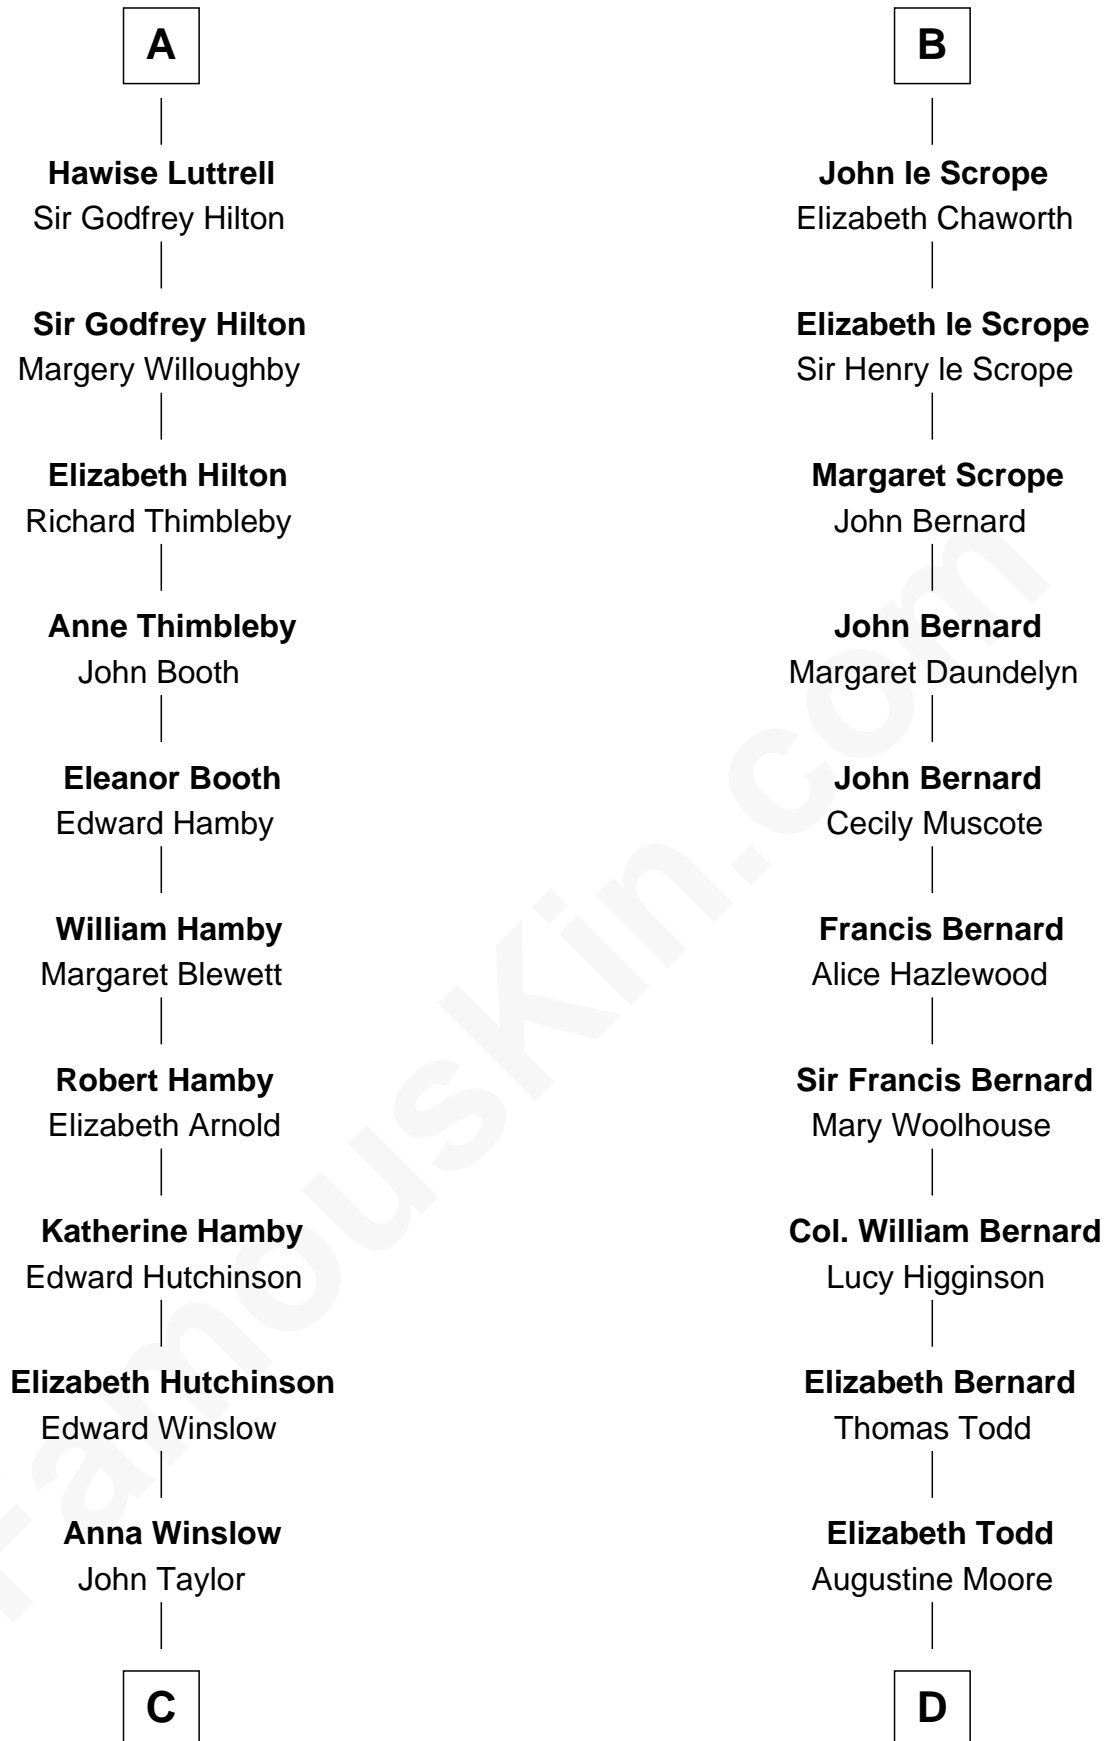 A
Hawise Luttrell
Sir Godfrey Hilton
Sir Godfrey Hilton
Margery Willoughby
Elizabeth Hilton
Richard Thimbleby
Anne Thimbleby
John Booth
Eleanor Booth
Edward Hamby
William Hamby
Margaret Blewett
Robert Hamby
Elizabeth Arnold
Katherine Hamby
Edward Hutchinson
Elizabeth Hutchinson
Edward Winslow
Anna Winslow
John Taylor
C
B
John le Scrope
Elizabeth Chaworth
Elizabeth le Scrope
Sir Henry le Scrope
Margaret Scrope
John Bernard
John Bernard
Margaret Daundelyn
John Bernard
Cecily Muscote
Francis Bernard
Alice Hazlewood
Sir Francis Bernard
Mary Woolhouse
Col. William Bernard
Lucy Higginson
Elizabeth Bernard
Thomas Todd
Elizabeth Todd
Augustine Moore
D
FamousKin.com